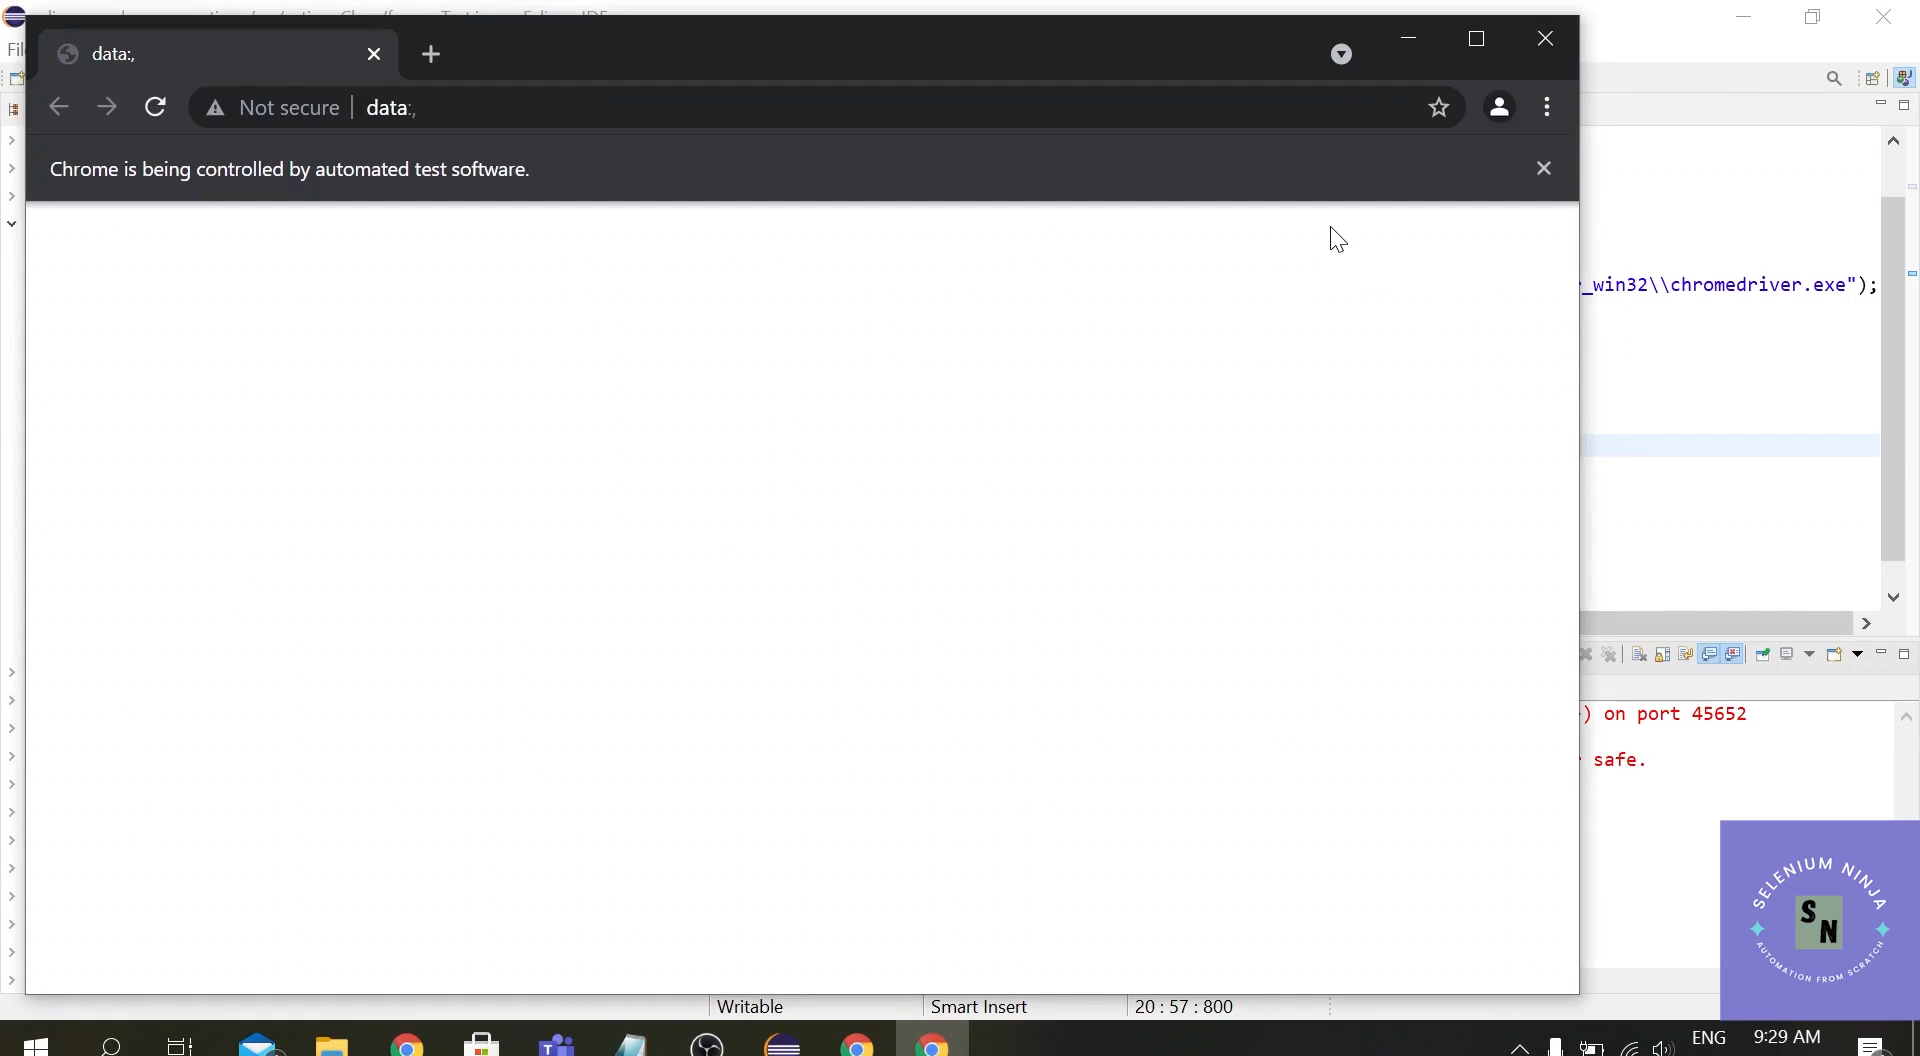 data:,
Not secure
data:,
Chrome is being controlled by automated test software.
_win32\\chromedriver.exe");
) on port 45652
safe.
SELENIUM NINJA
S
N
AUTOMATION FROM SCRATCH
Writable
Smart Insert
20 : 57 : 800
ENG
9:29 AM